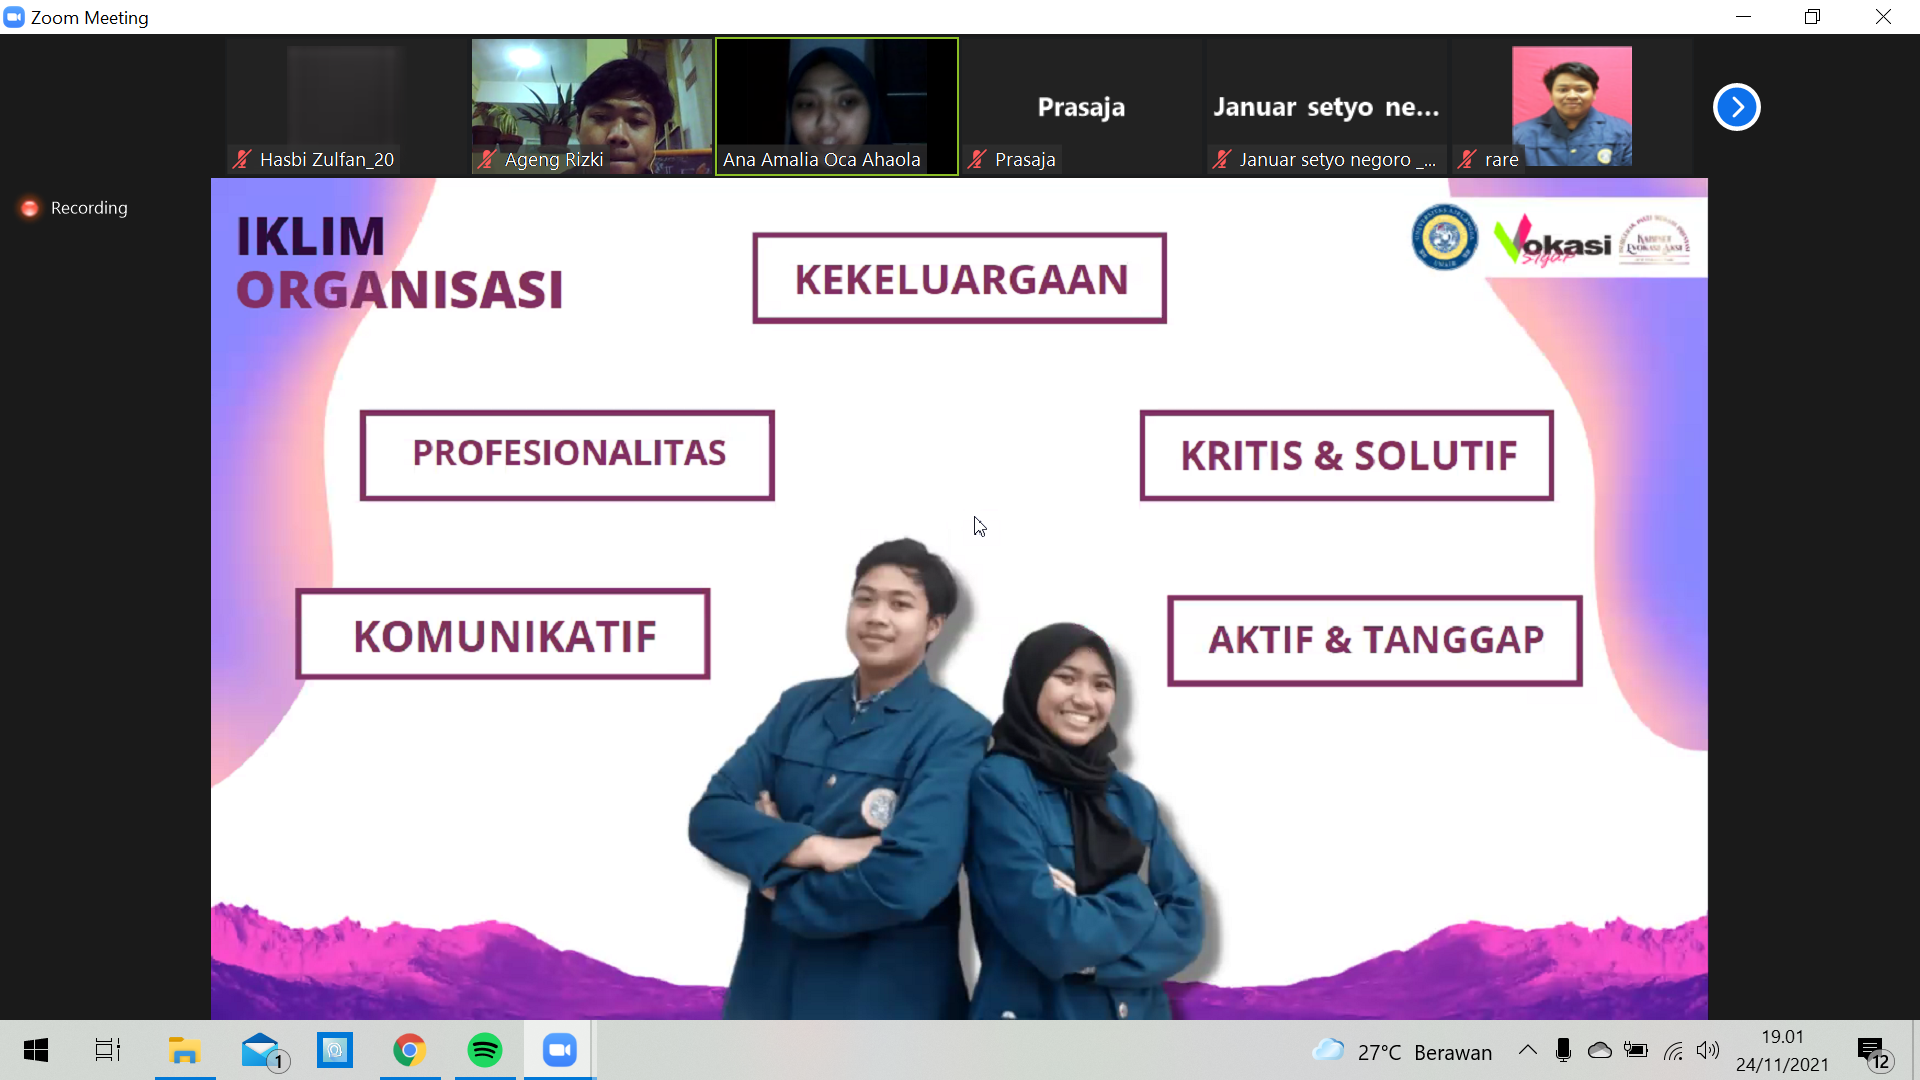 Zoom Meeting
Prasaja
Januar setyo ne...
Hasbi Zulfan_20
Ageng Rizki
Ana Amalia Oca Ahaola
Prasaja
Januar setyo negoro _...
rare
Recording
IKLIM
ORGANISASI
KEKELUARGAAN
Vokasi
sigap
PROFESIONALITAS
KRITIS & SOLUTIF
KOMUNIKATIF
AKTIF & TANGGAP
1
27°C Berawan
19.01
24/11/2021
12